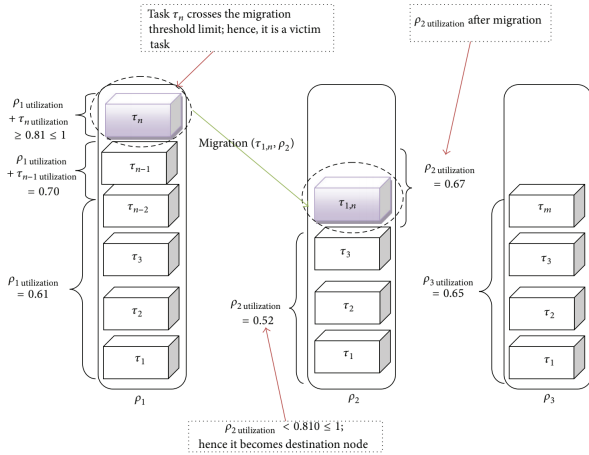 Task τn crosses the migration
threshold limit; hence, it is a victim
task
ρ2 utilization after migration
ρ1 utilization
+ τn utilization
≥ 0.81 ≤ 1
ρ1 utilization
+ τn−1 utilization
= 0.70
ρ1 utilization
= 0.61
τn
τn−1
τn−2
τ3
τ2
τ1
ρ1
Migration (τ1,n, ρ2)
ρ2 utilization
= 0.52
τ1,n
τ3
τ2
τ1
ρ2
ρ2 utilization
= 0.67
ρ3 utilization
= 0.65
τm
τ3
τ2
τ1
ρ3
ρ2 utilization < 0.810 ≤ 1;
hence it becomes destination node